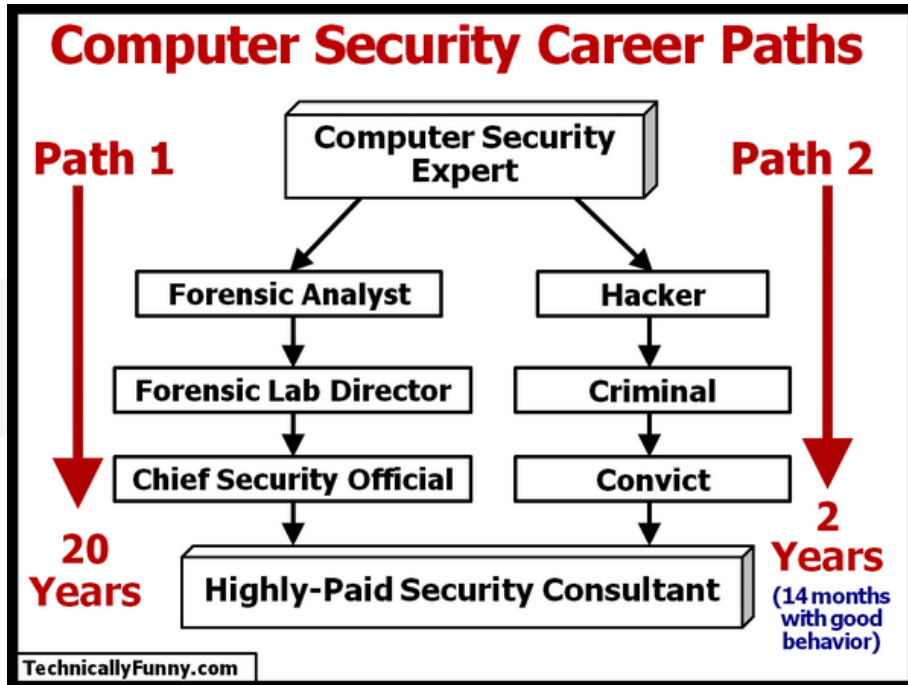 Computer Security Career Paths
Computer Security
Expert
Path 1
Path 2
Forensic Analyst
Hacker
Forensic Lab Director
Criminal
Chief Security Official
Convict
20
Years
2
Years
(14 months
with good
behavior)
Highly-Paid Security Consultant
TechnicallyFunny.com